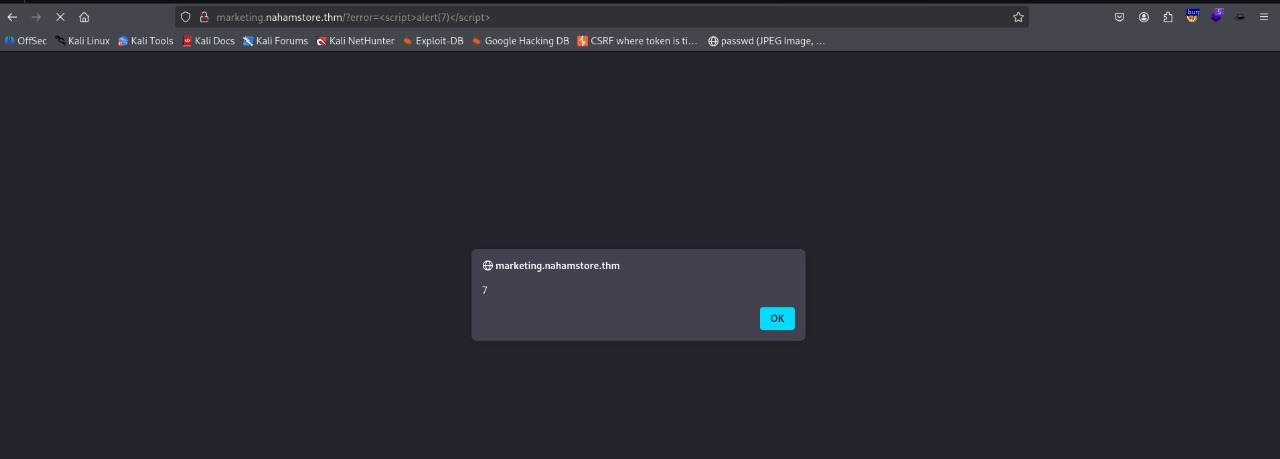 marketing.nahamstore.thm/?error=<script>alert(7)</script>
OffSec Kali Linux Kali Tools Kali Docs Kali Forums Kali NetHunter Exploit-DB Google Hacking DB CSRF where token is ti… passwd (JPEG Image, …
marketing.nahamstore.thm
7
OK